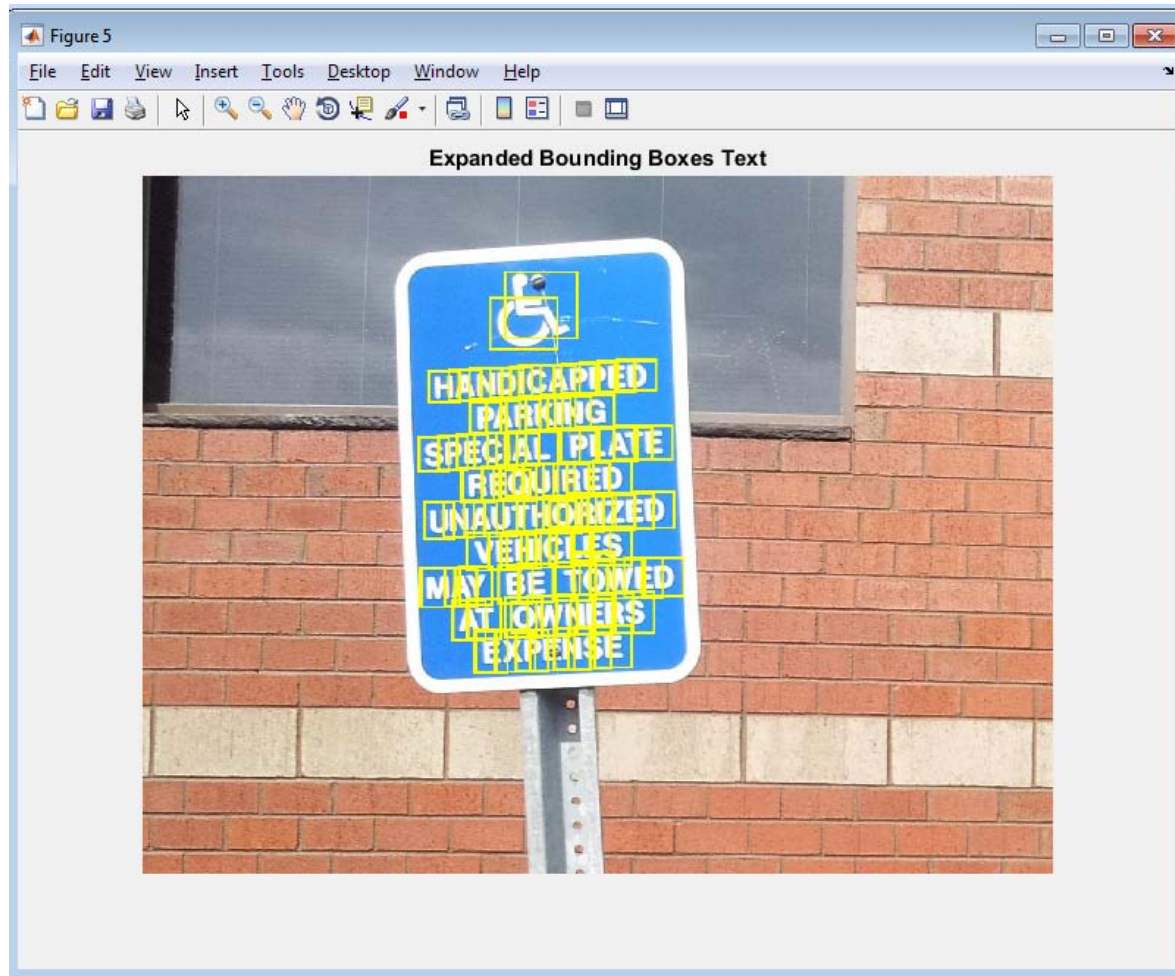 Figure 5
File Edit View Insert Tools Desktop Window Help
Expanded Bounding Boxes Text
HANDICAPPED
PARKING
SPECIAL PLATE
REQUIRED
UNAUTHORIZED
VEHICLES
MAY BE TOWED
AT OWNERS
EXPENSE